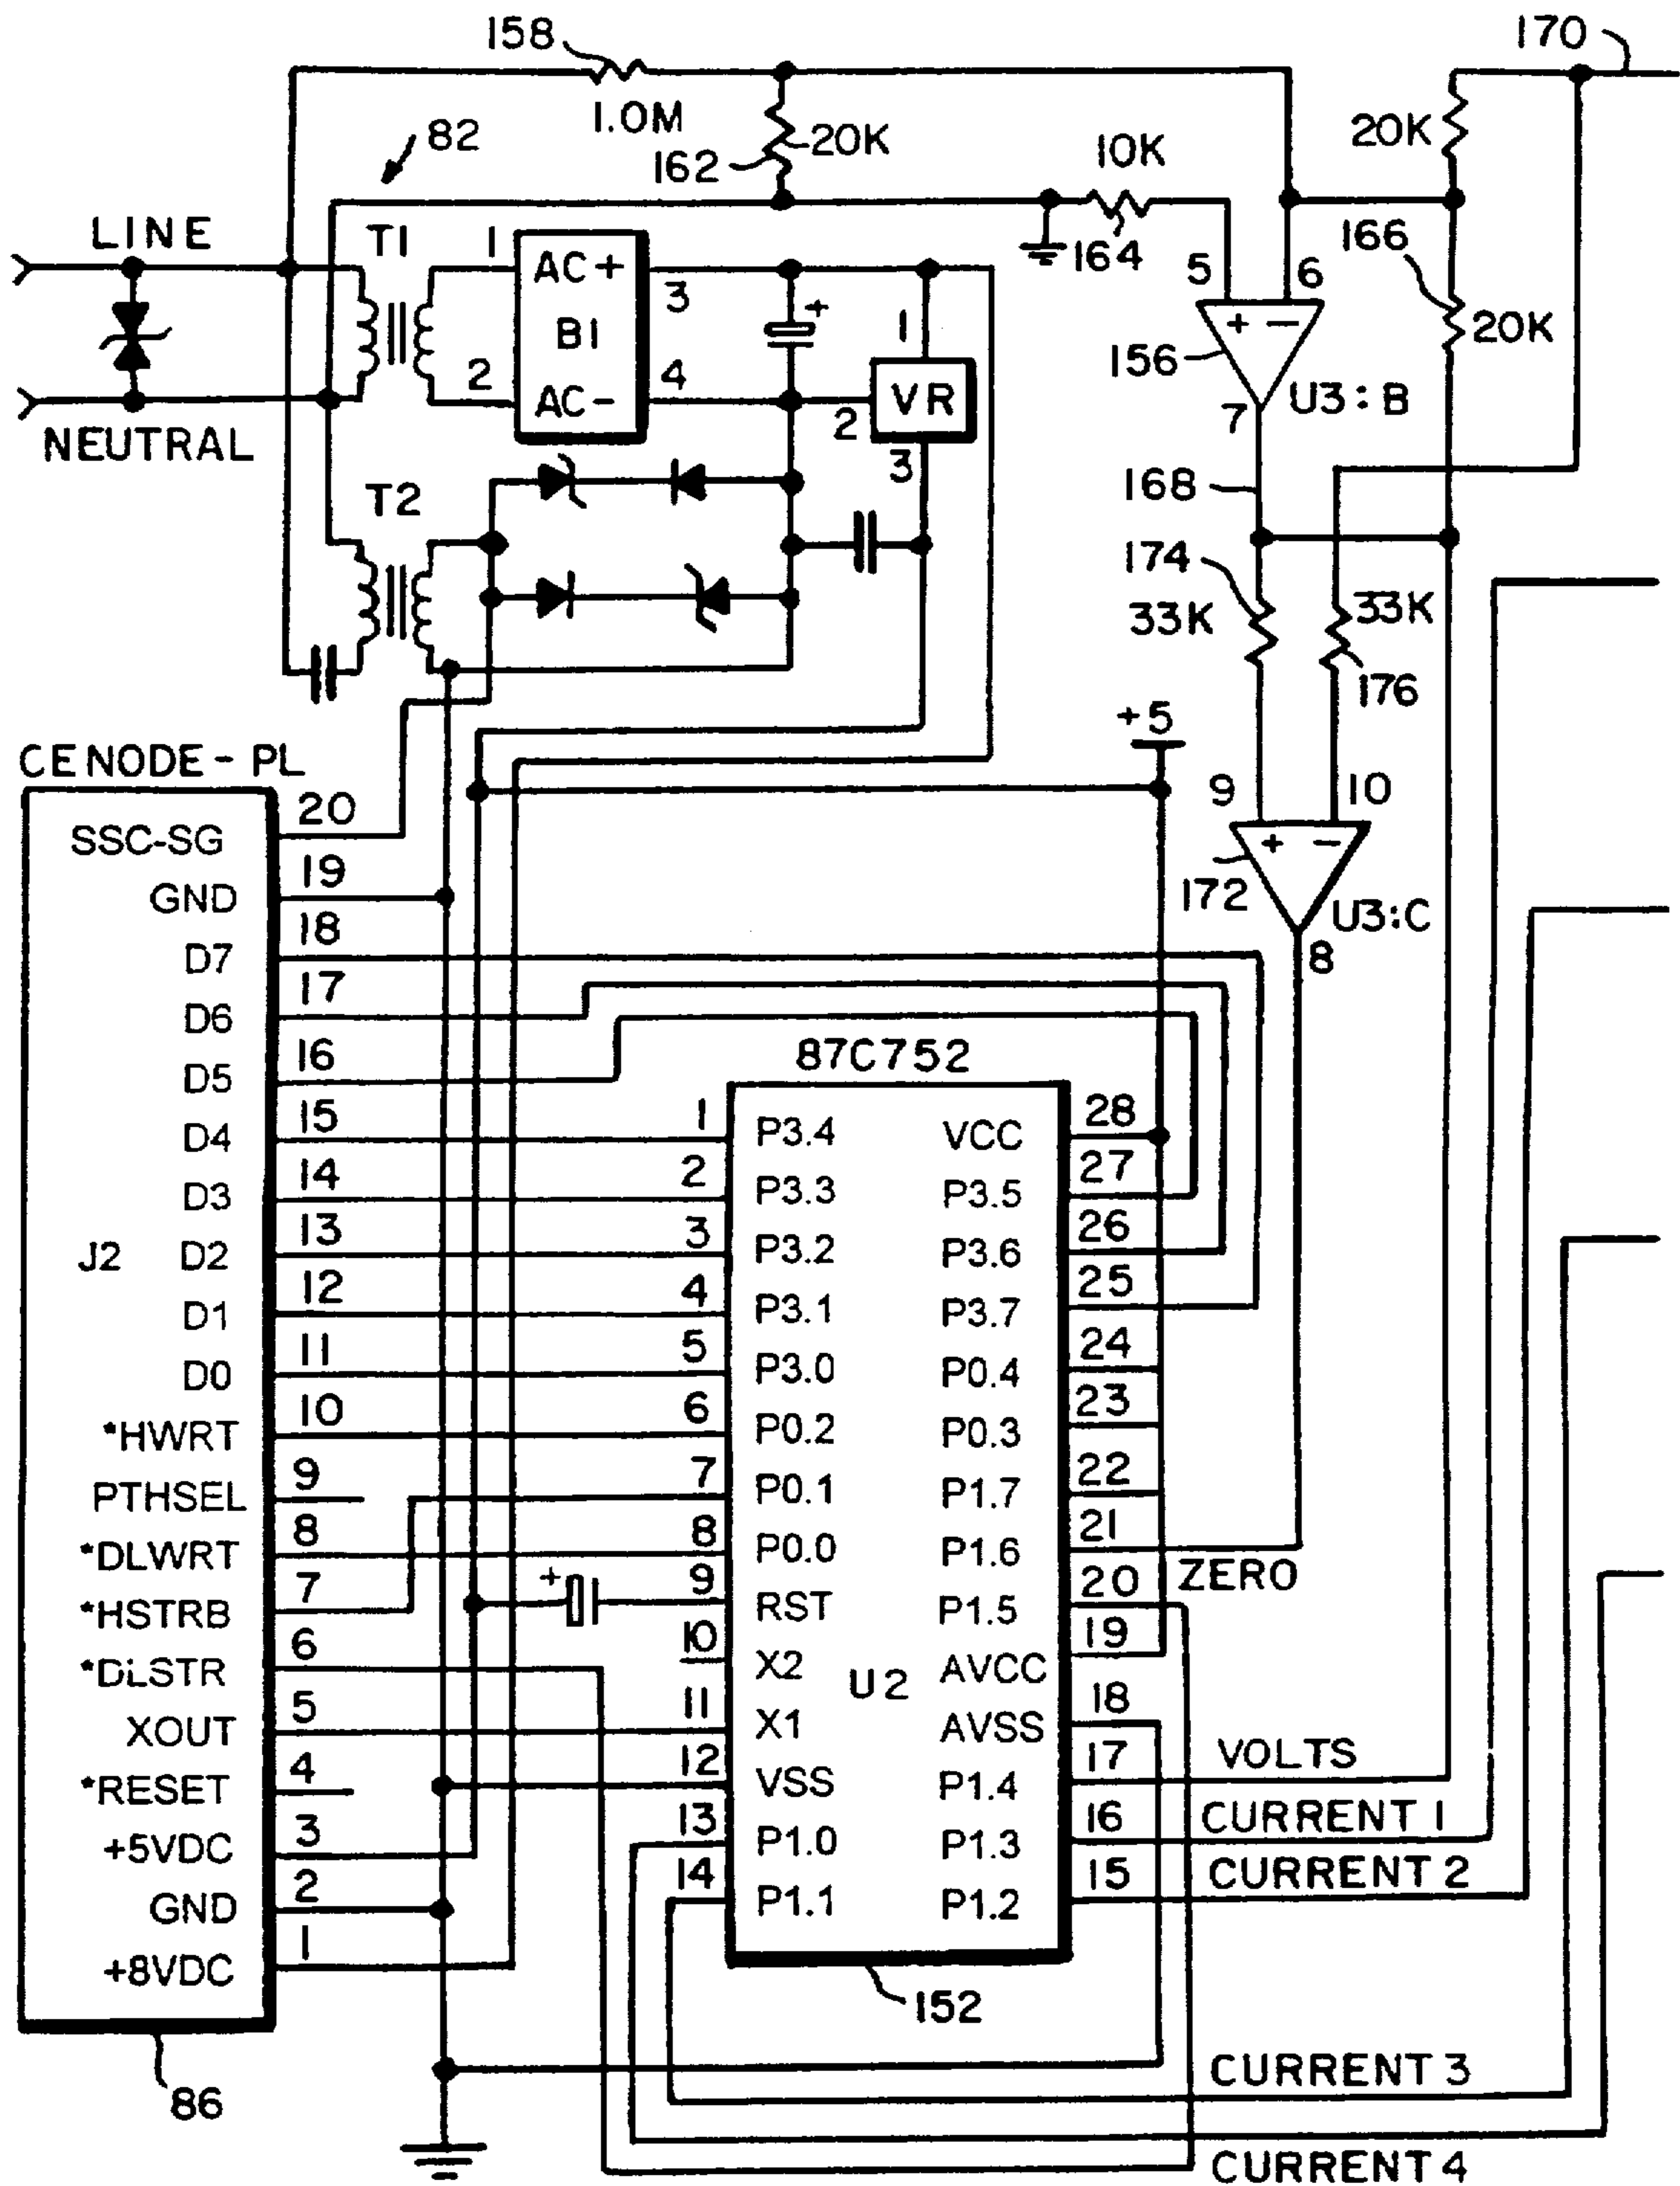 158
170
1.0M
82
162
20K
10K
20K
LINE
T1
1
AC+
3
164
166
5
6
B1
1
+
+ -
20K
156
2
AC-
4
2
VR
U3:B
7
NEUTRAL
3
T2
168
174
33K
33K
176
+5
CENODE-PL
9
10
20
SSC-SG
+ -
19
GND
172
U3:C
18
D7
8
17
D6
16
D5
87C752
15
D4
1
P3.4
VCC
28
14
D3
2
P3.3
P3.5
27
13
J2
D2
3
P3.2
P3.6
26
12
D1
4
P3.1
P3.7
25
11
D0
5
P3.0
P0.4
24
10
*HWRT
6
P0.2
P0.3
23
9
PTHSEL
7
P0.1
P1.7
22
8
*DLWRT
8
P0.0
P1.6
21
ZERO
7
*HSTRB
+
9
RST
P1.5
20
6
*DLSTR
10
X2
U2
AVCC
19
5
XOUT
11
X1
AVSS
18
4
*RESET
12
VSS
P1.4
17
VOLTS
3
+5VDC
13
P1.0
P1.3
16
CURRENT 1
2
GND
14
P1.1
P1.2
15
CURRENT 2
1
+8VDC
152
86
CURRENT 3
CURRENT 4